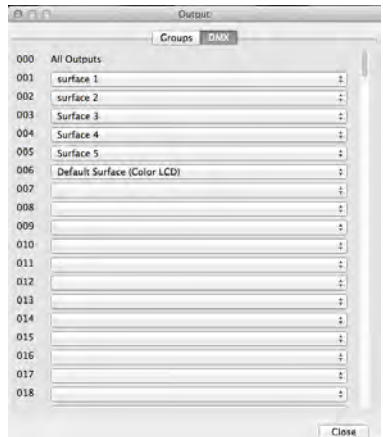 Output
Groups DMX
000 All Outputs
001 surface 1
002 surface 2
003 Surface 3
004 Surface 4
005 Surface 5
006 Default Surface (Color LCD)
007
008
009
010
011
012
013
014
015
016
017
018
Close